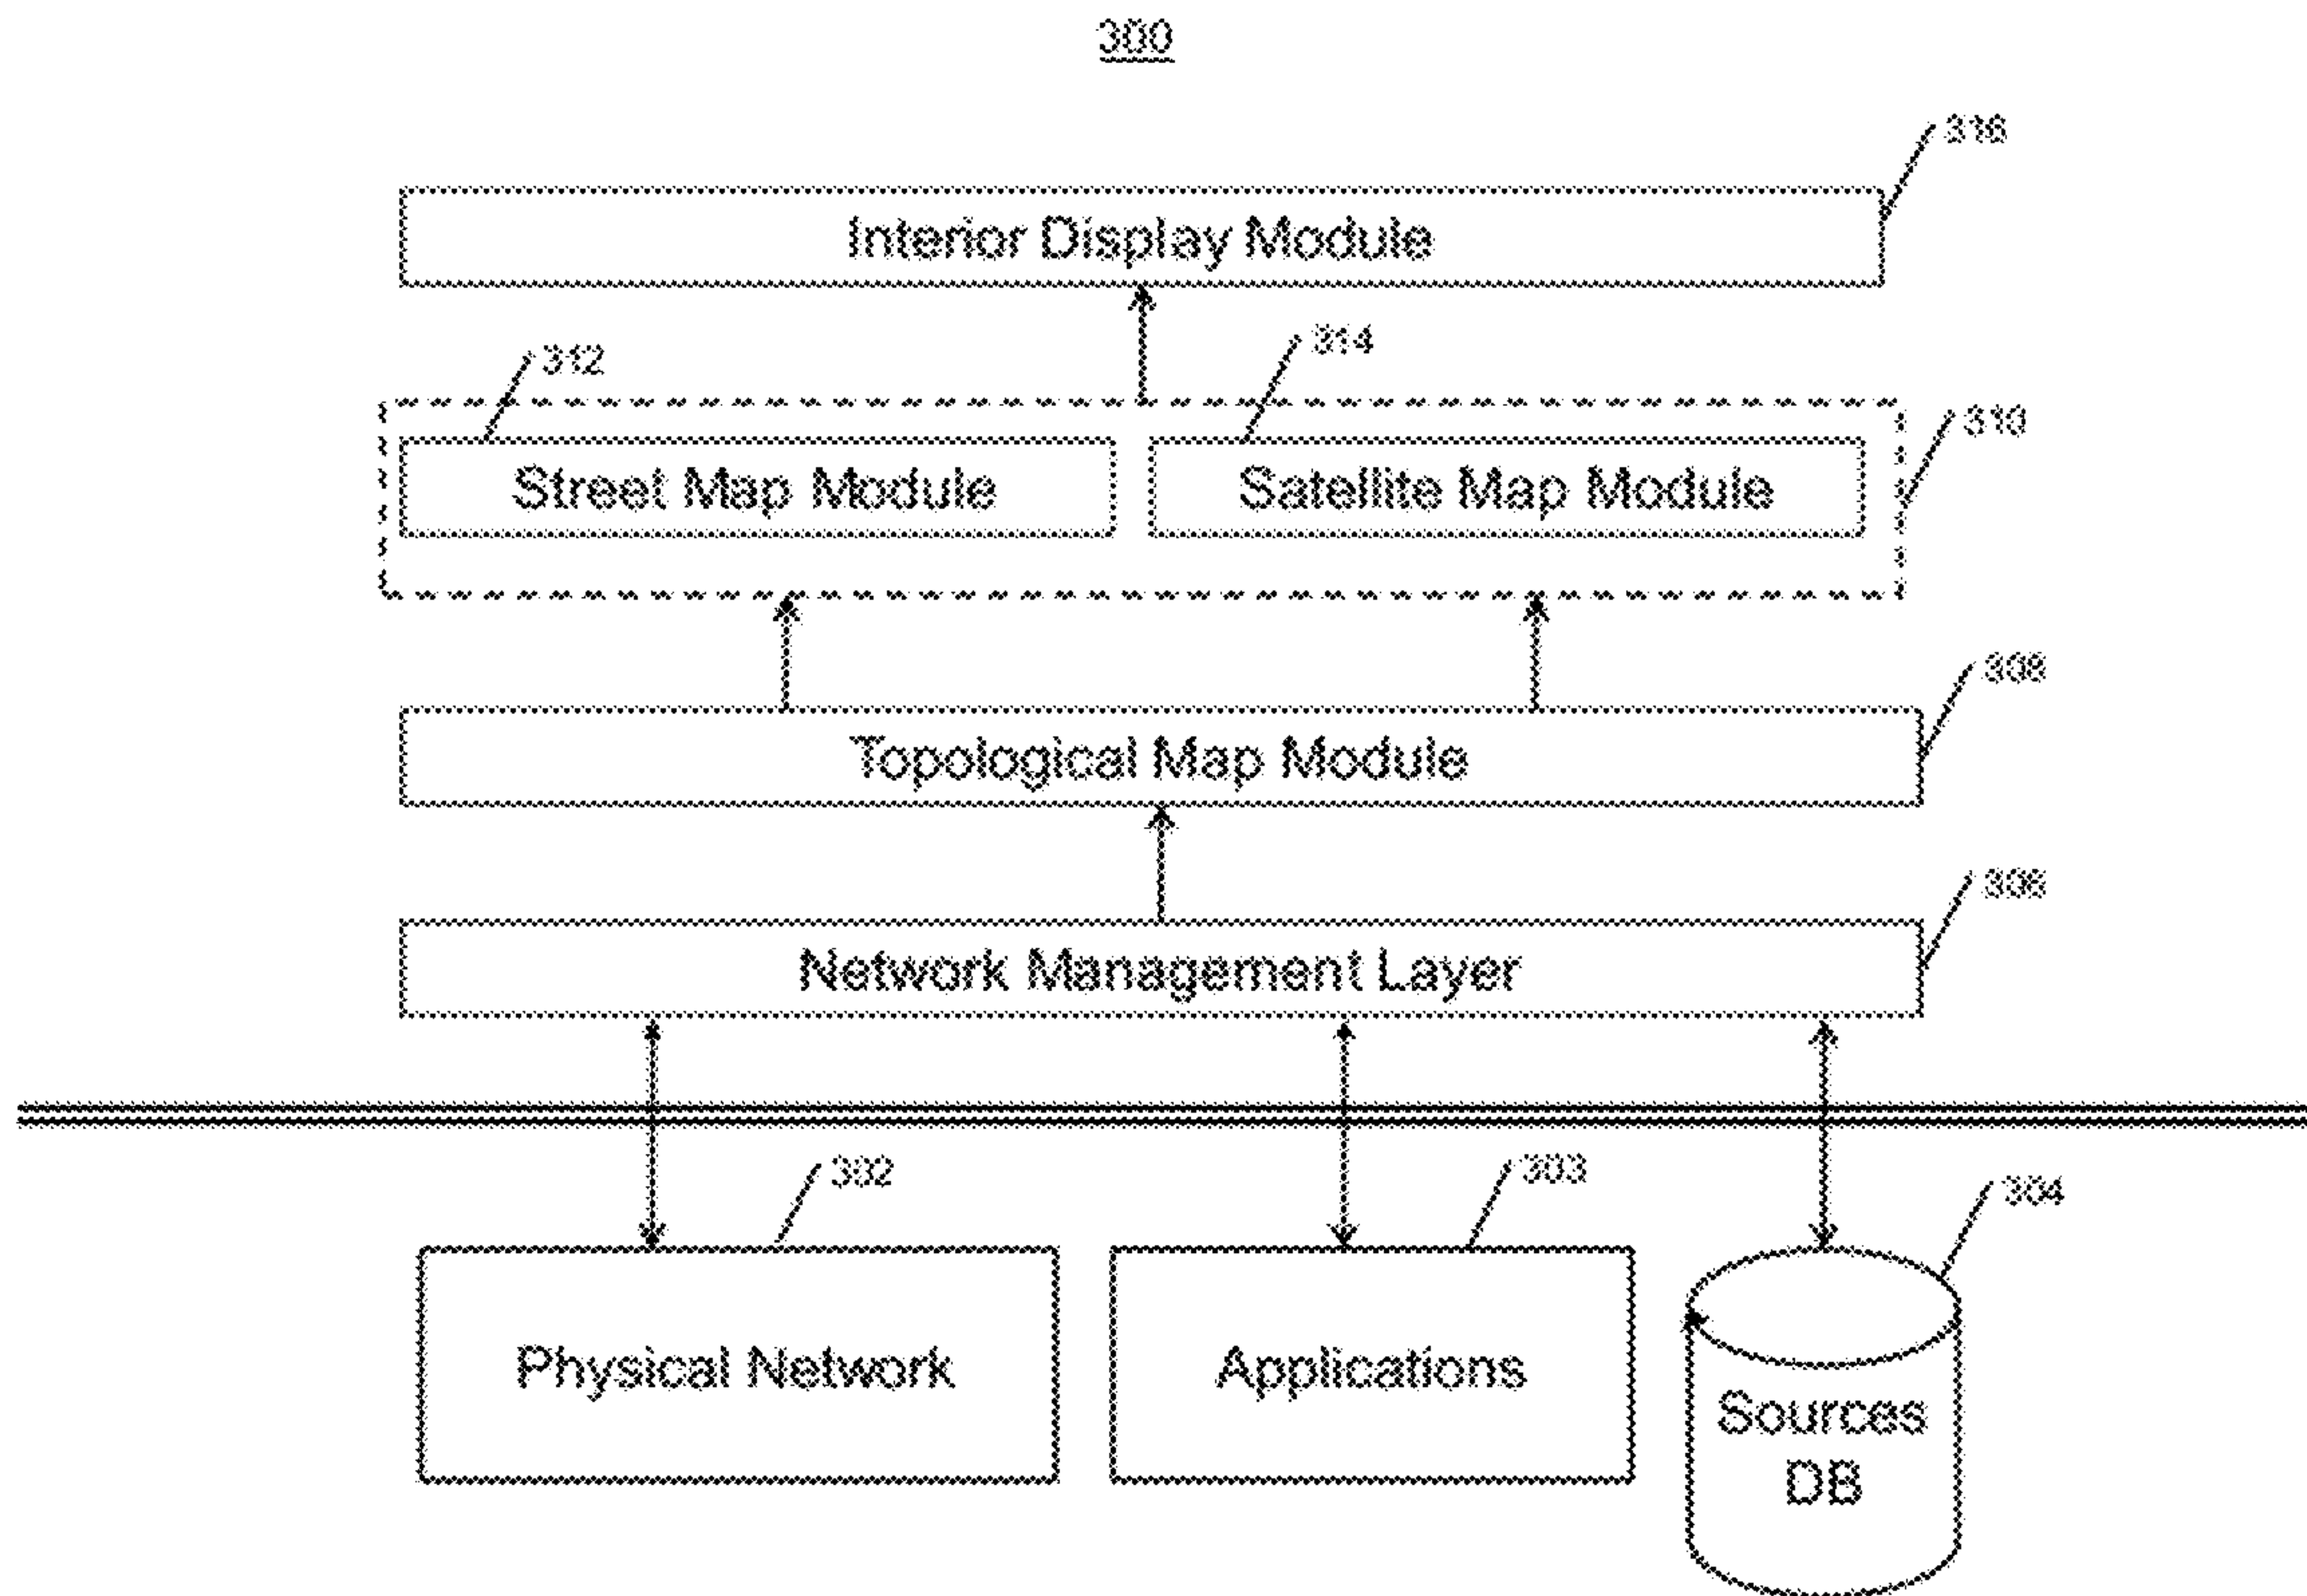 300
316
Interior Display Module
312
314
310
Street Map Module
Satellite Map Module
308
Topological Map Module
306
Network Management Layer
302
303
304
Physical Network
Applications
Sources
DB